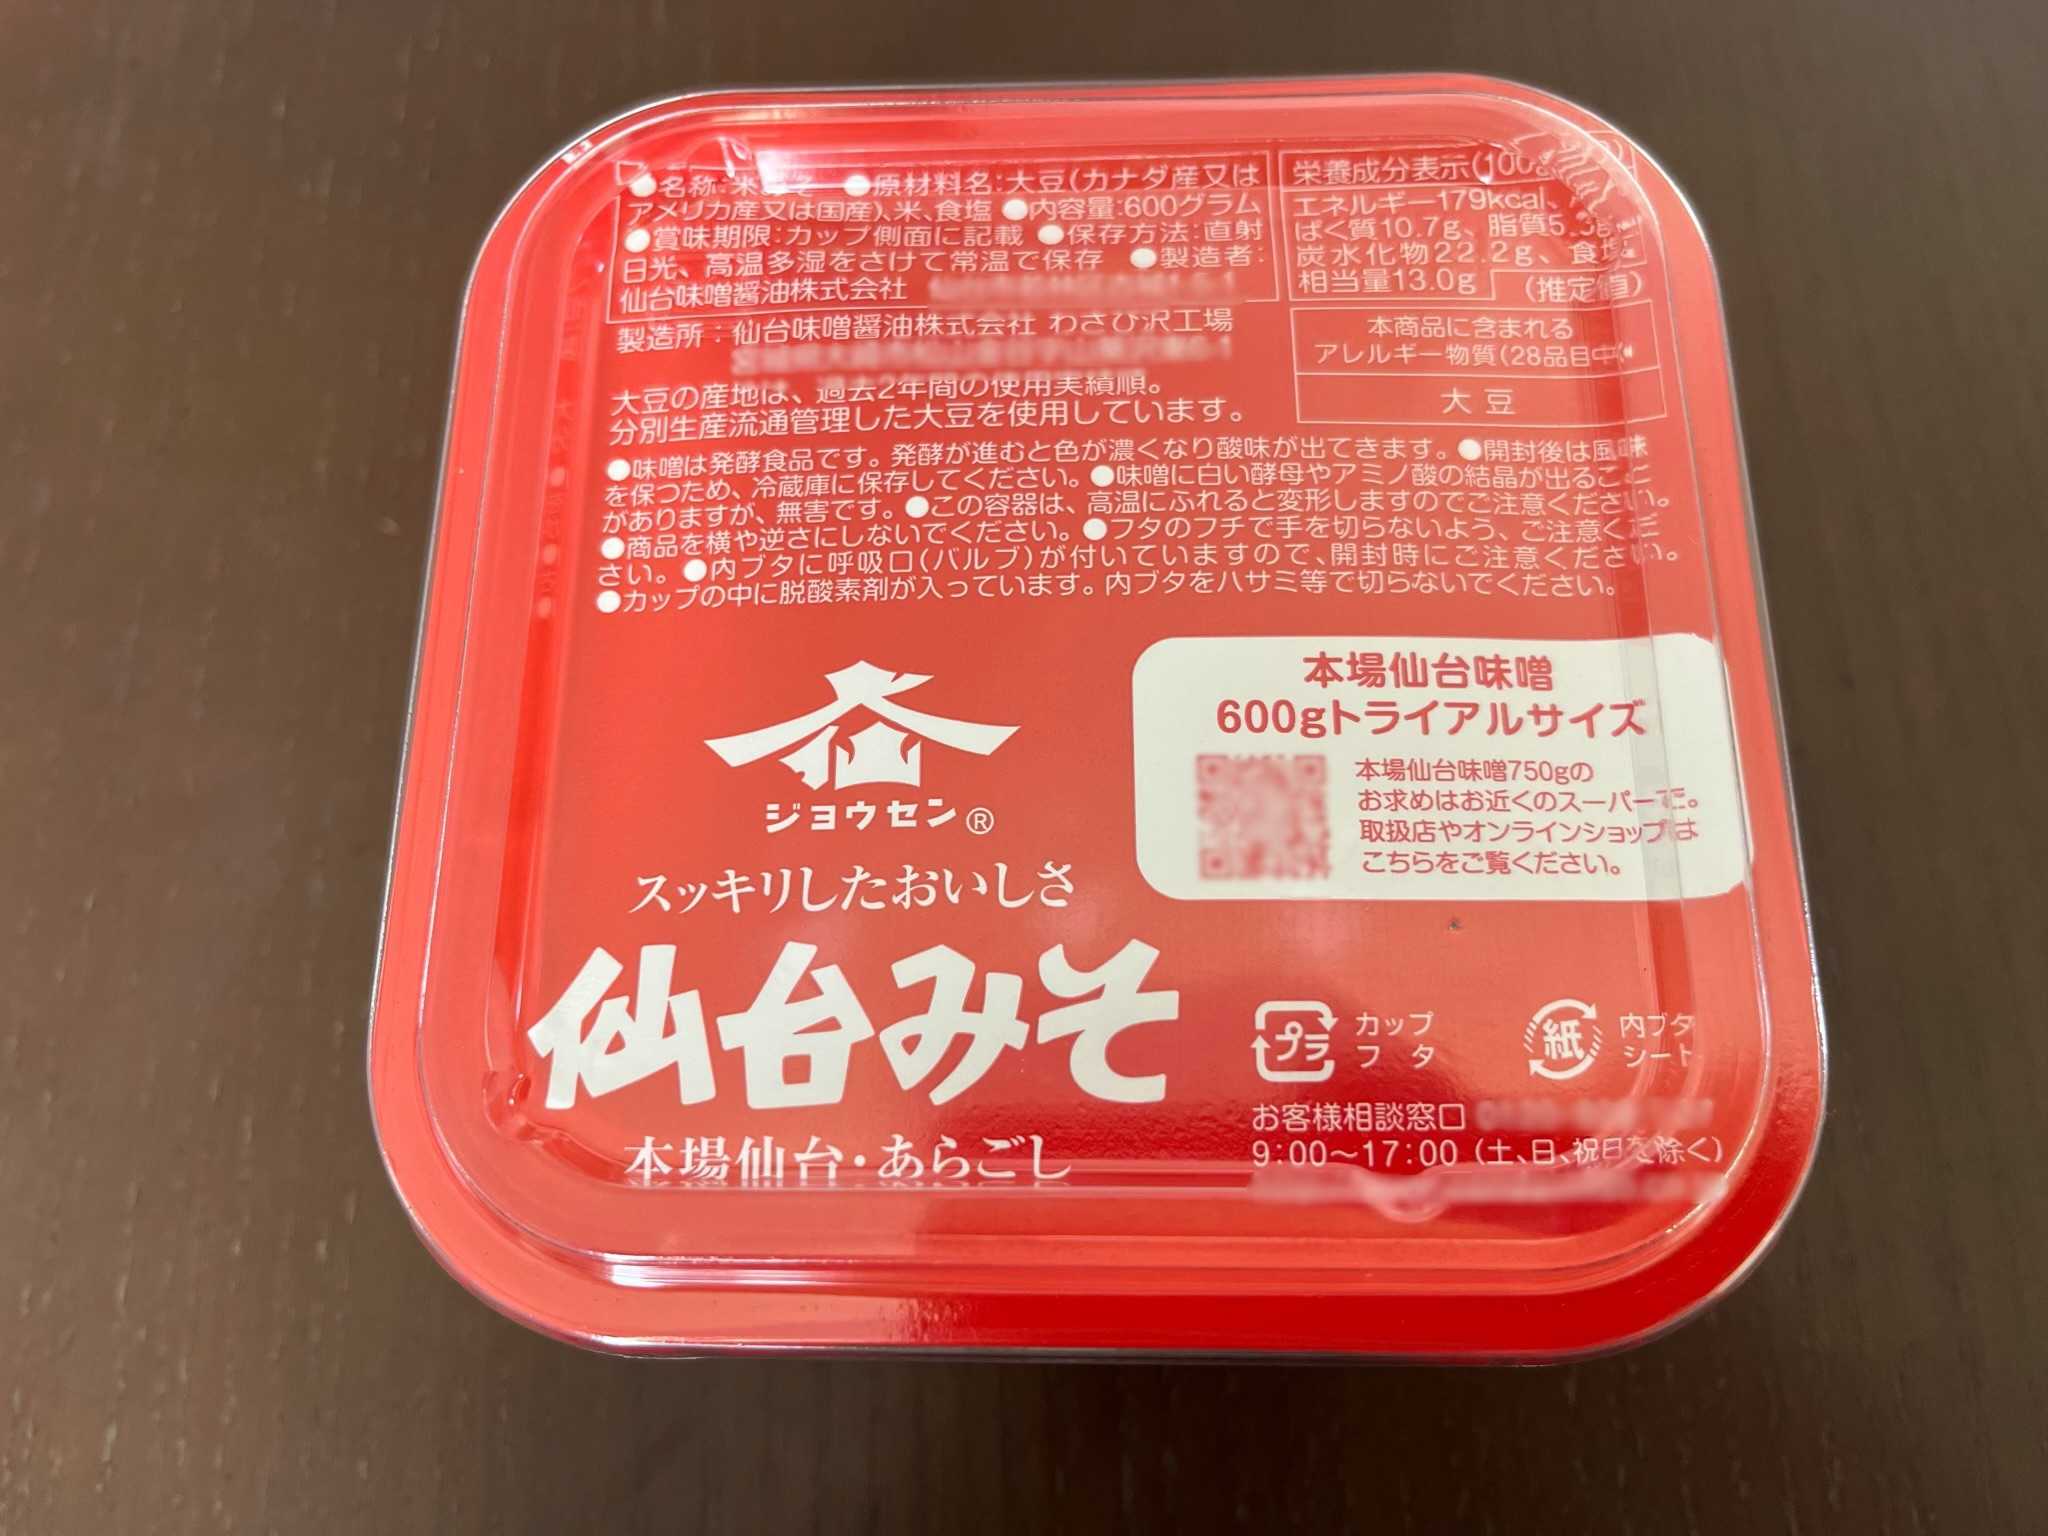 ●名称:米みそ ●原材料名:大豆(カナダ産又は
アメリカ産又は国産)、米、食塩 ●内容量:600グラム
●賞味期限:カップ側面に記載 ●保存方法:直射
日光、高温多湿をさけて常温で保存 ●製造者:
仙台味噌醤油株式会社
製造所:仙台味噌醤油株式会社 わさび沢工場
大豆の産地は、過去2年間の使用実績順。
分別生産流通管理した大豆を使用しています。
栄養成分表示(100g
エネルギー179kcal、
ぱく質10.7g、脂質5.3g、
炭水化物22.2g、食塩
相当量13.0g (推定値)
本商品に含まれる
アレルギー物質(28品目中)
大豆
●味噌は発酵食品です。発酵が進むと色が濃くなり酸味が出てきます。●開封後は風味
を保つため、冷蔵庫に保存してください。●味噌に白い酵母やアミノ酸の結晶が出ること
がありますが、無害です。●この容器は、高温にふれると変形しますのでご注意ください。
●商品を横や逆さにしないでください。●フタのフチで手を切らないよう、ご注意くだ
さい。●内ブタに呼吸口(バルブ)が付いていますので、開封時にご注意ください。
●カップの中に脱酸素剤が入っています。内ブタをハサミ等で切らないでください。
仙
ジョウセン®
スッキリしたおいしさ
仙台みそ
本場仙台・あらごし
本場仙台味噌
600gトライアルサイズ
本場仙台味噌750gの
お求めはお近くのスーパーで。
取扱店やオンラインショップは
こちらをご覧ください。
プラ カップ
フタ
紙 内ブタ
シート
お客様相談窓口
9:00～17:00(土、日、祝日を除く)